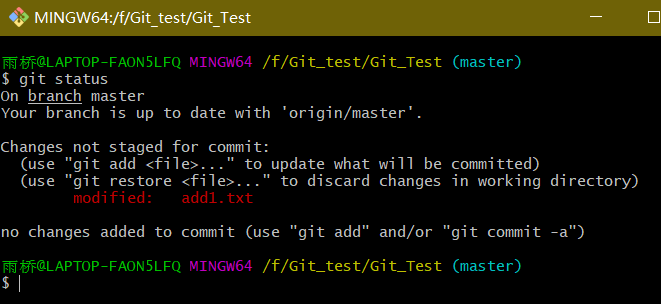 MINGW64:/f/Git_test/Git_Test
雨桥@LAPTOP-FAON5LFQ MINGW64 /f/Git_test/Git_Test (master)
$ git status
On branch master
Your branch is up to date with 'origin/master'.
Changes not staged for commit:
(use "git add <file>..." to update what will be committed)
(use "git restore <file>..." to discard changes in working directory)
modified: add1.txt
no changes added to commit (use "git add" and/or "git commit -a")
雨桥@LAPTOP-FAON5LFQ MINGW64 /f/Git_test/Git_Test (master)
$